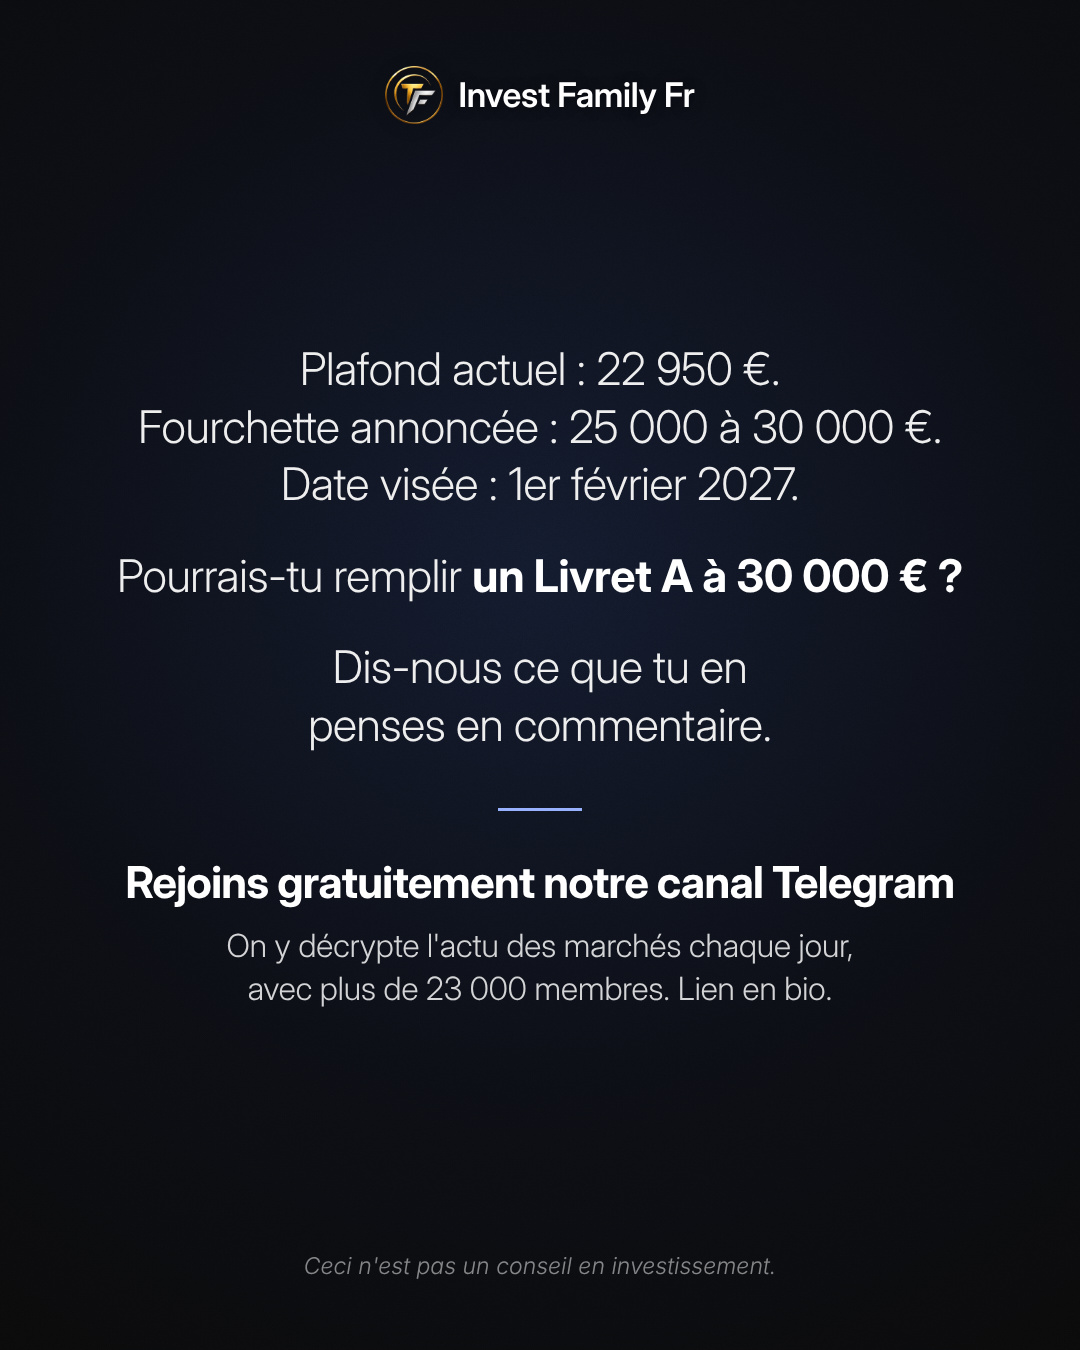 TF
Invest Family Fr
Plafond actuel : 22 950 €.
Fourchette annoncée : 25 000 à 30 000 €.
Date visée : 1er février 2027.
Pourrais-tu remplir un Livret A à 30 000 € ?
Dis-nous ce que tu en
penses en commentaire.
Rejoins gratuitement notre canal Telegram
On y décrypte l'actu des marchés chaque jour,
avec plus de 23 000 membres. Lien en bio.
Ceci n'est pas un conseil en investissement.